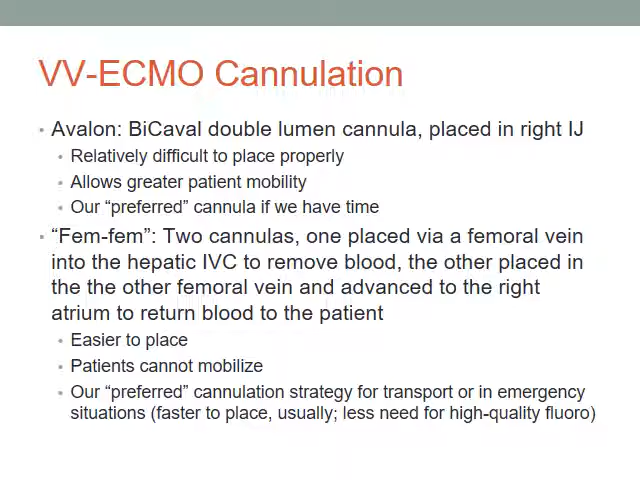 VV-ECMO Cannulation
• Avalon: BiCaval double lumen cannula, placed in right IJ
• Relatively difficult to place properly
• Allows greater patient mobility
• Our “preferred” cannula if we have time
• “Fem-fem”: Two cannulas, one placed via a femoral vein
into the hepatic IVC to remove blood, the other placed in
the the other femoral vein and advanced to the right
atrium to return blood to the patient
• Easier to place
• Patients cannot mobilize
• Our “preferred” cannulation strategy for transport or in emergency
situations (faster to place, usually; less need for high-quality fluoro)